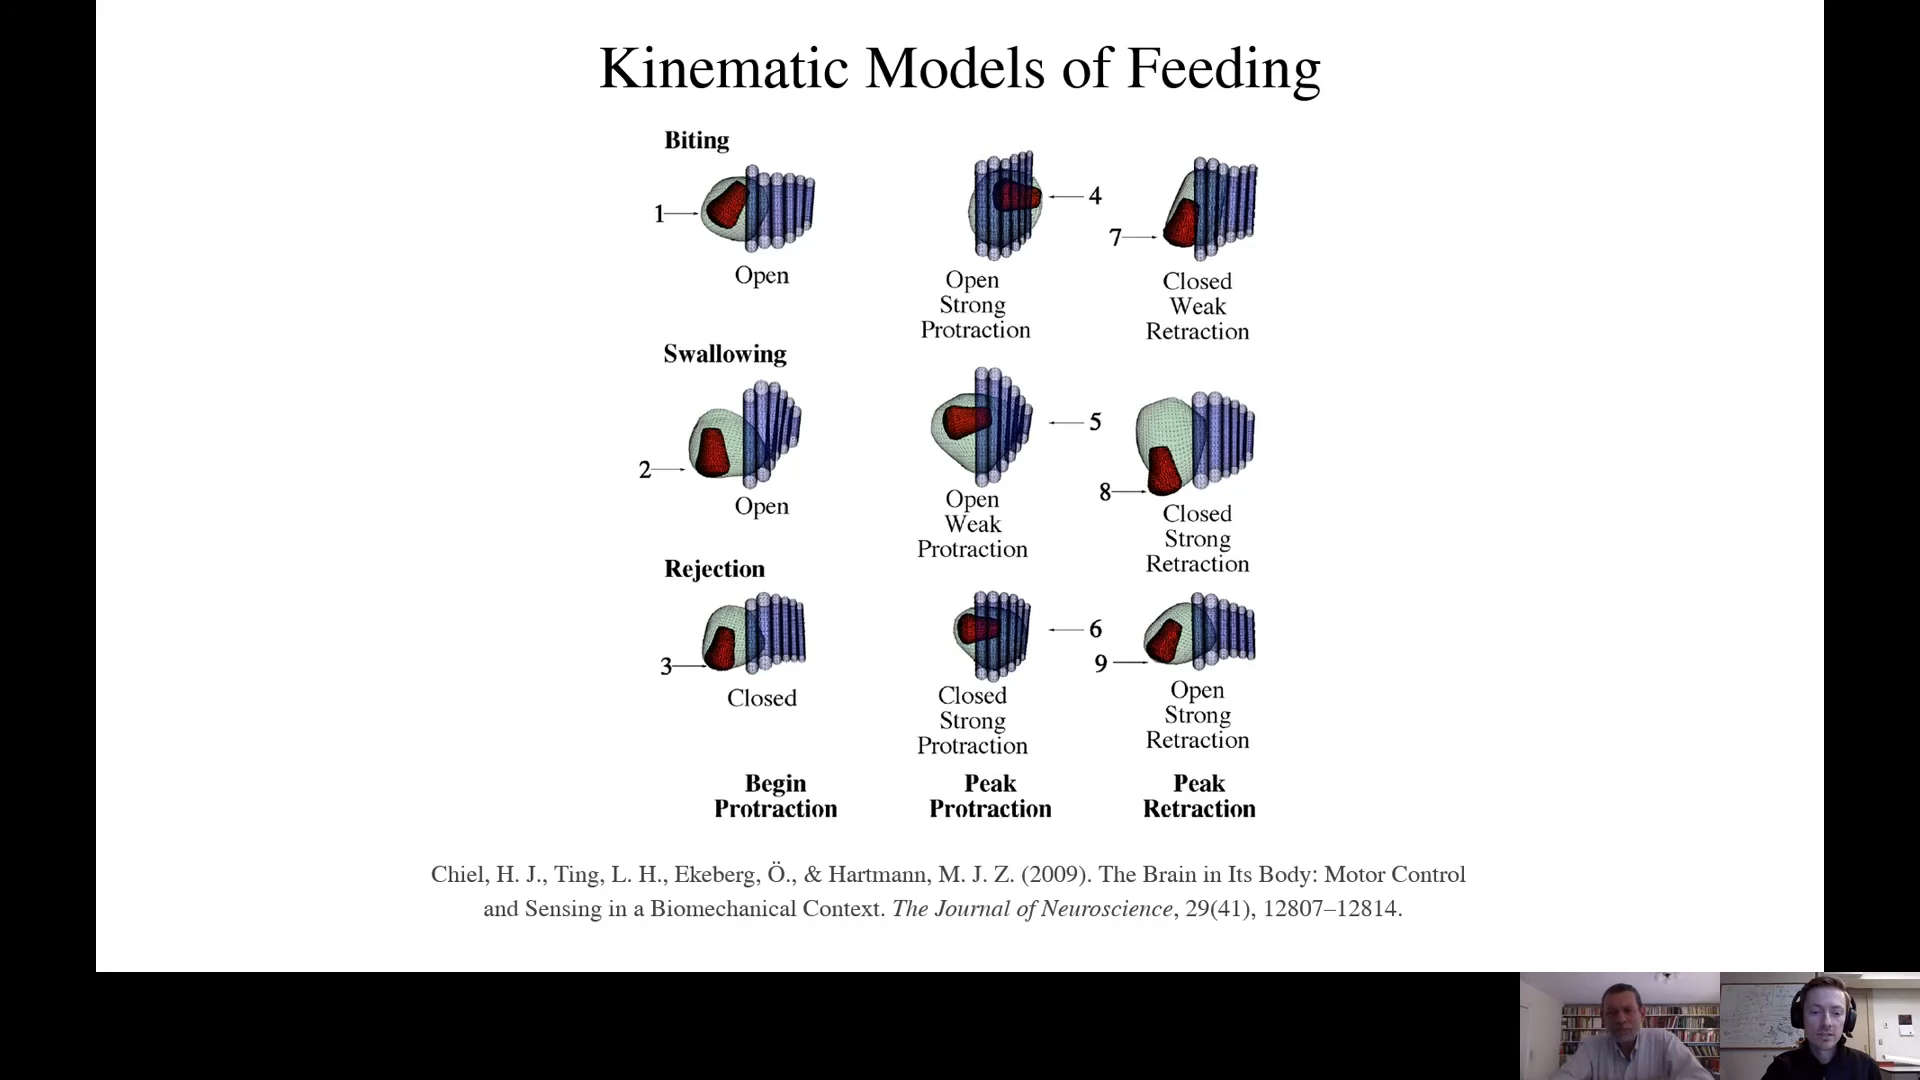 Kinematic Models of Feeding
Biting
1
4
7
Open
Open
Strong
Protraction
Closed
Weak
Retraction
Swallowing
2
5
8
Open
Open
Weak
Protraction
Closed
Strong
Retraction
Rejection
3
6
9
Closed
Closed
Strong
Protraction
Open
Strong
Retraction
Begin
Protraction
Peak
Protraction
Peak
Retraction
Chiel, H. J., Ting, L. H., Ekeberg, Ö., & Hartmann, M. J. Z. (2009). The Brain in Its Body: Motor Control
and Sensing in a Biomechanical Context. The Journal of Neuroscience, 29(41), 12807–12814.